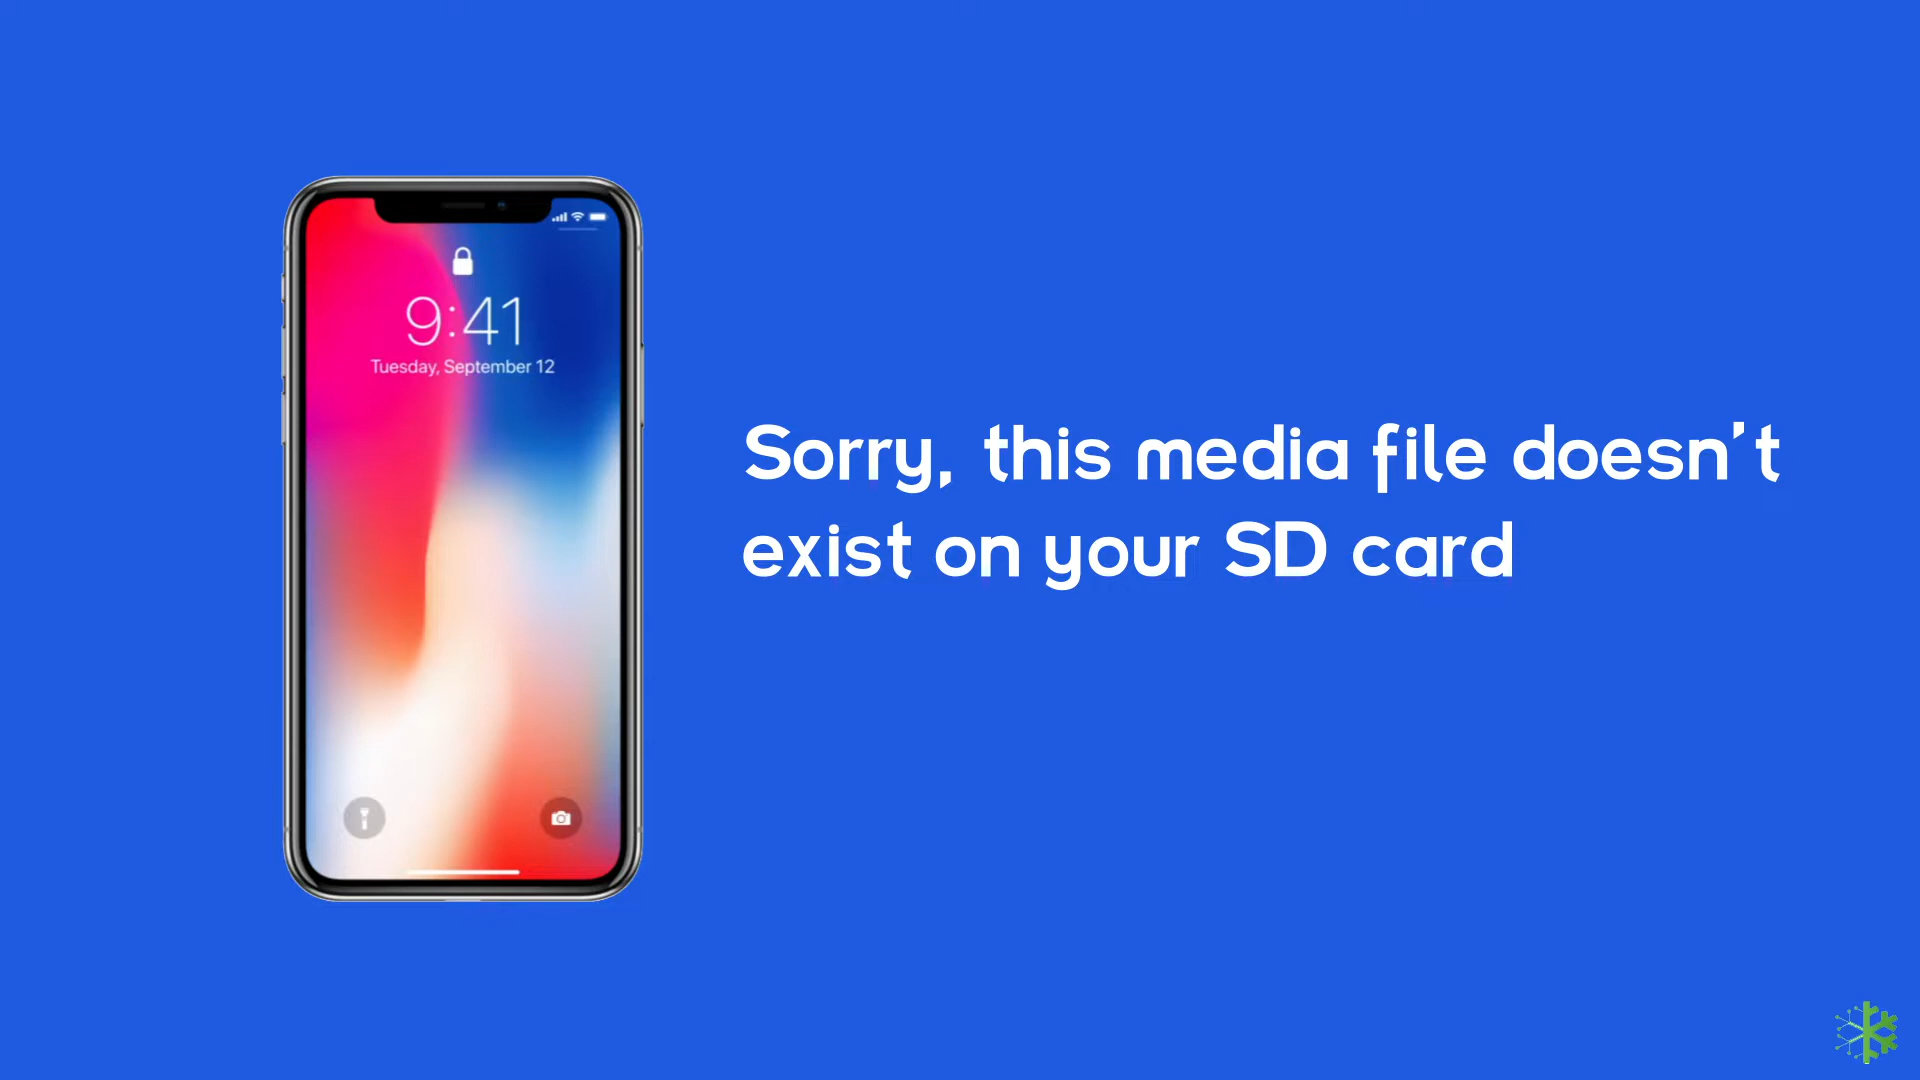 9:41
Tuesday, September 12
Sorry, this media file doesn't
exist on your SD card